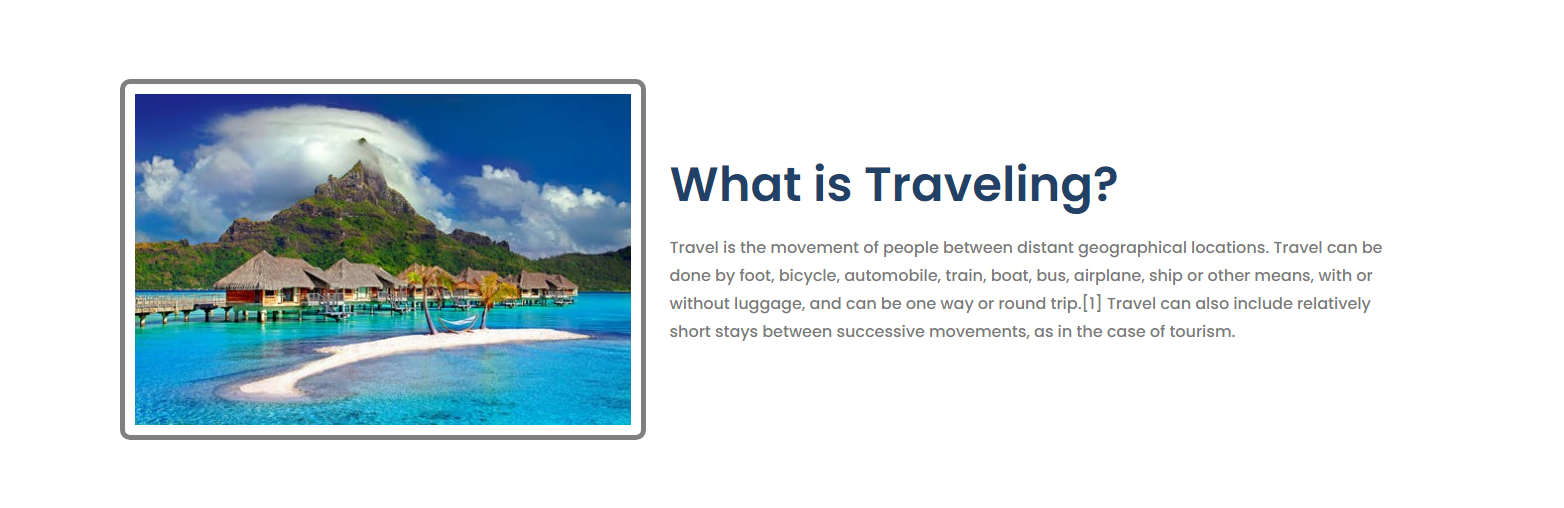 What is Traveling?
Travel is the movement of people between distant geographical locations. Travel can be
done by foot, bicycle, automobile, train, boat, bus, airplane, ship or other means, with or
without luggage, and can be one way or round trip.[1] Travel can also include relatively
short stays between successive movements, as in the case of tourism.